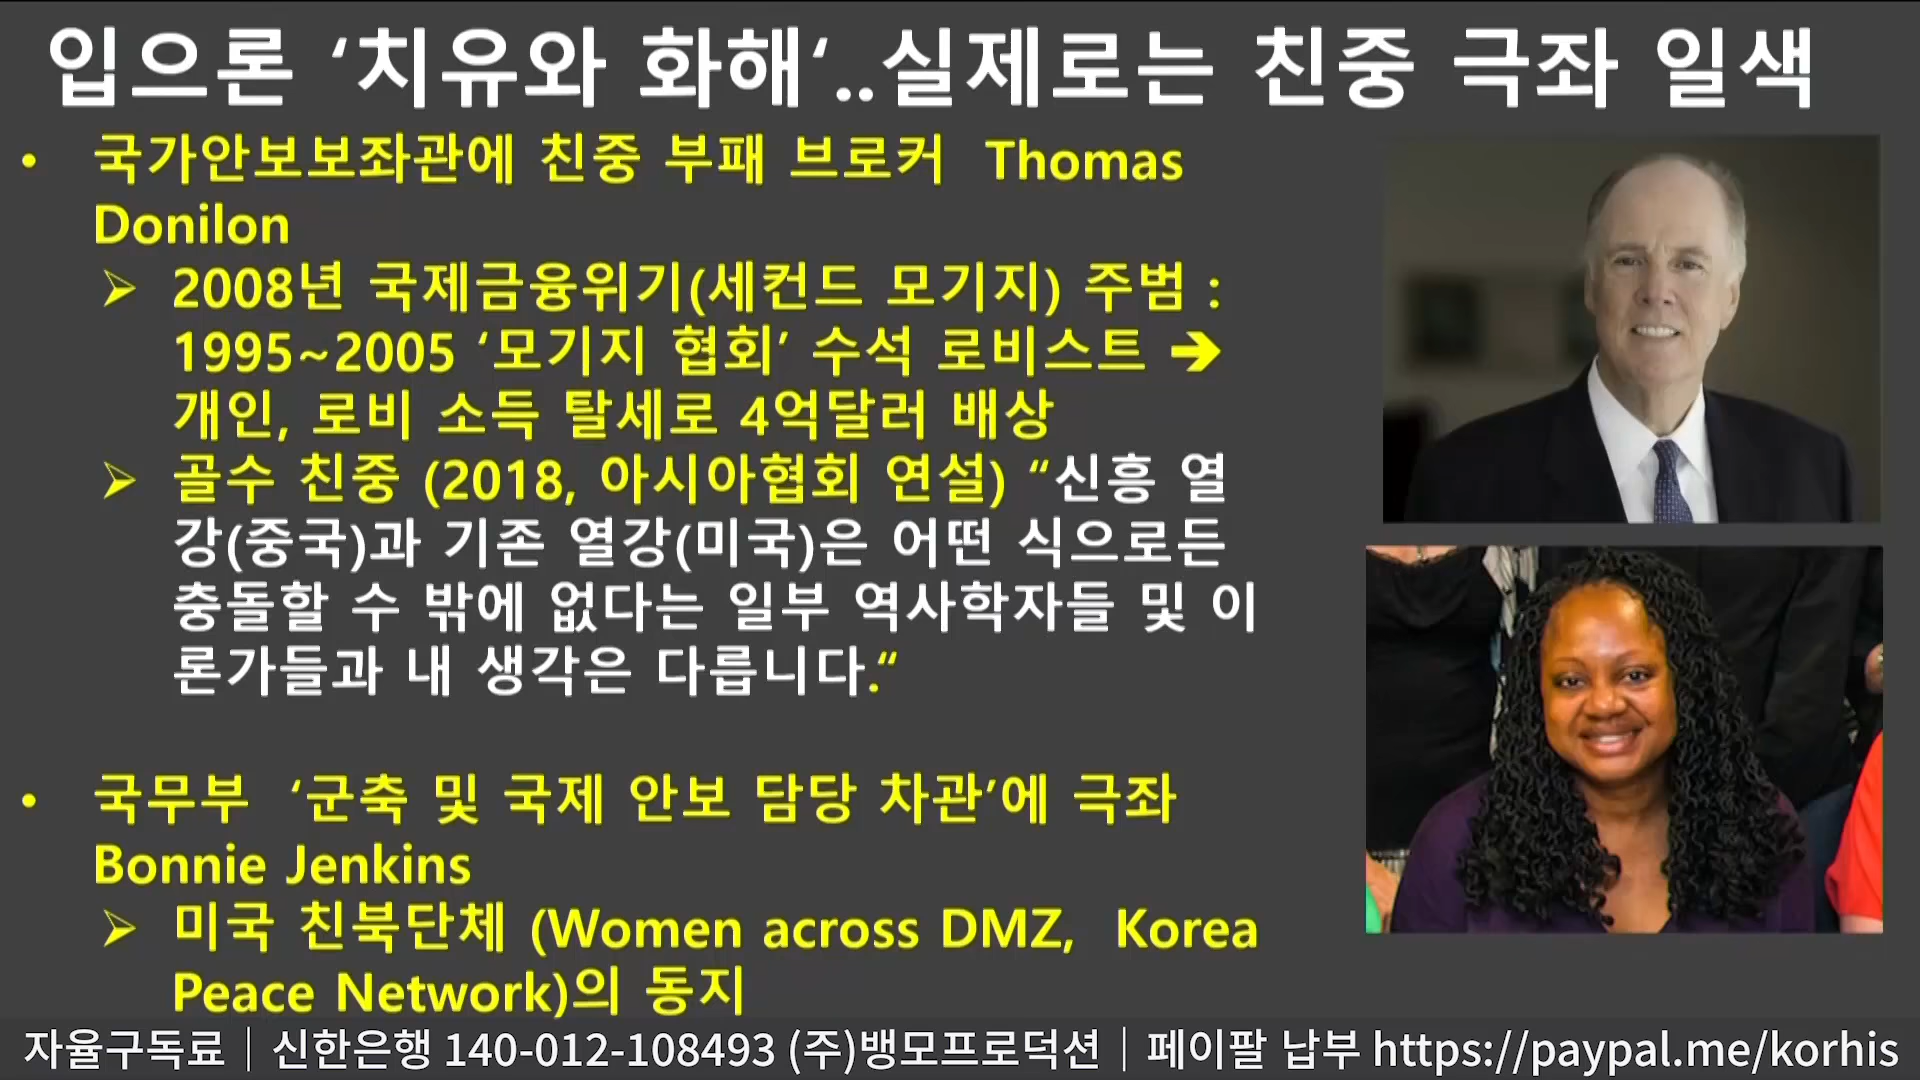 입으론 ‘치유와 화해‘..실제로는 친중 극좌 일색
• 국가안보보좌관에 친중 부패 브로커 Thomas
Donilon
➢ 2008년 국제금융위기(세컨드 모기지) 주범 :
1995~2005 ‘모기지 협회’ 수석 로비스트 ➔
개인, 로비 소득 탈세로 4억달러 배상
➢ 골수 친중 (2018, 아시아협회 연설) “신흥 열
강(중국)과 기존 열강(미국)은 어떤 식으로든
충돌할 수 밖에 없다는 일부 역사학자들 및 이
론가들과 내 생각은 다릅니다.“
• 국무부 ‘군축 및 국제 안보 담당 차관’에 극좌
Bonnie Jenkins
➢ 미국 친북단체 (Women across DMZ, Korea
Peace Network)의 동지
자율구독료｜신한은행 140-012-108493 (주)뱅모프로덕션｜페이팔 납부 https://paypal.me/korhis